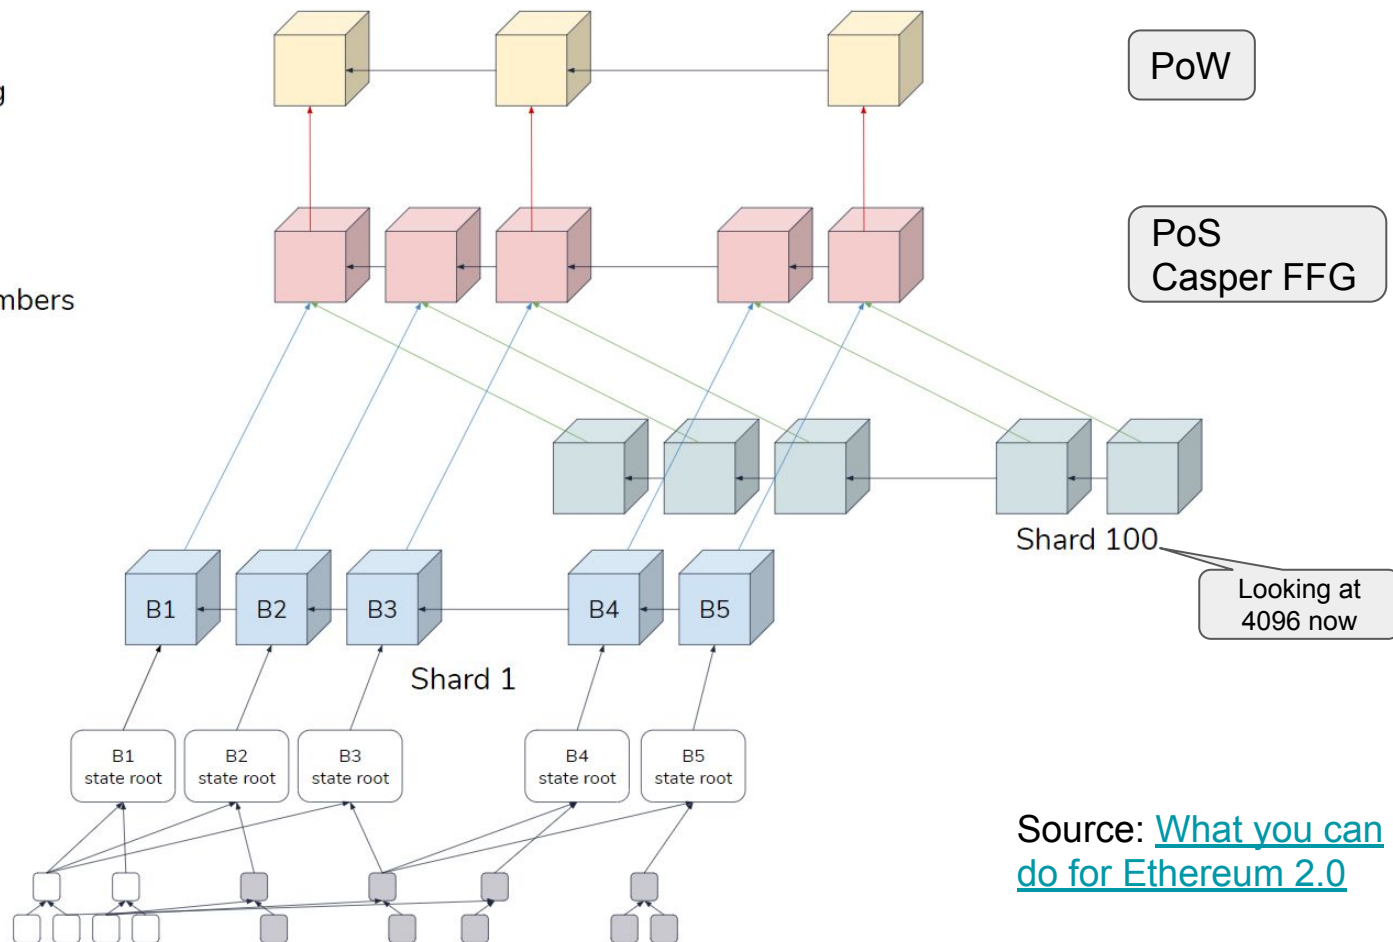 PoW
PoS
Casper FFG
Shard 100
Looking at
4096 now
B1
B2
B3
B4
B5
Shard 1
B1
state root
B2
state root
B3
state root
B4
state root
B5
state root
Source: What you can
do for Ethereum 2.0